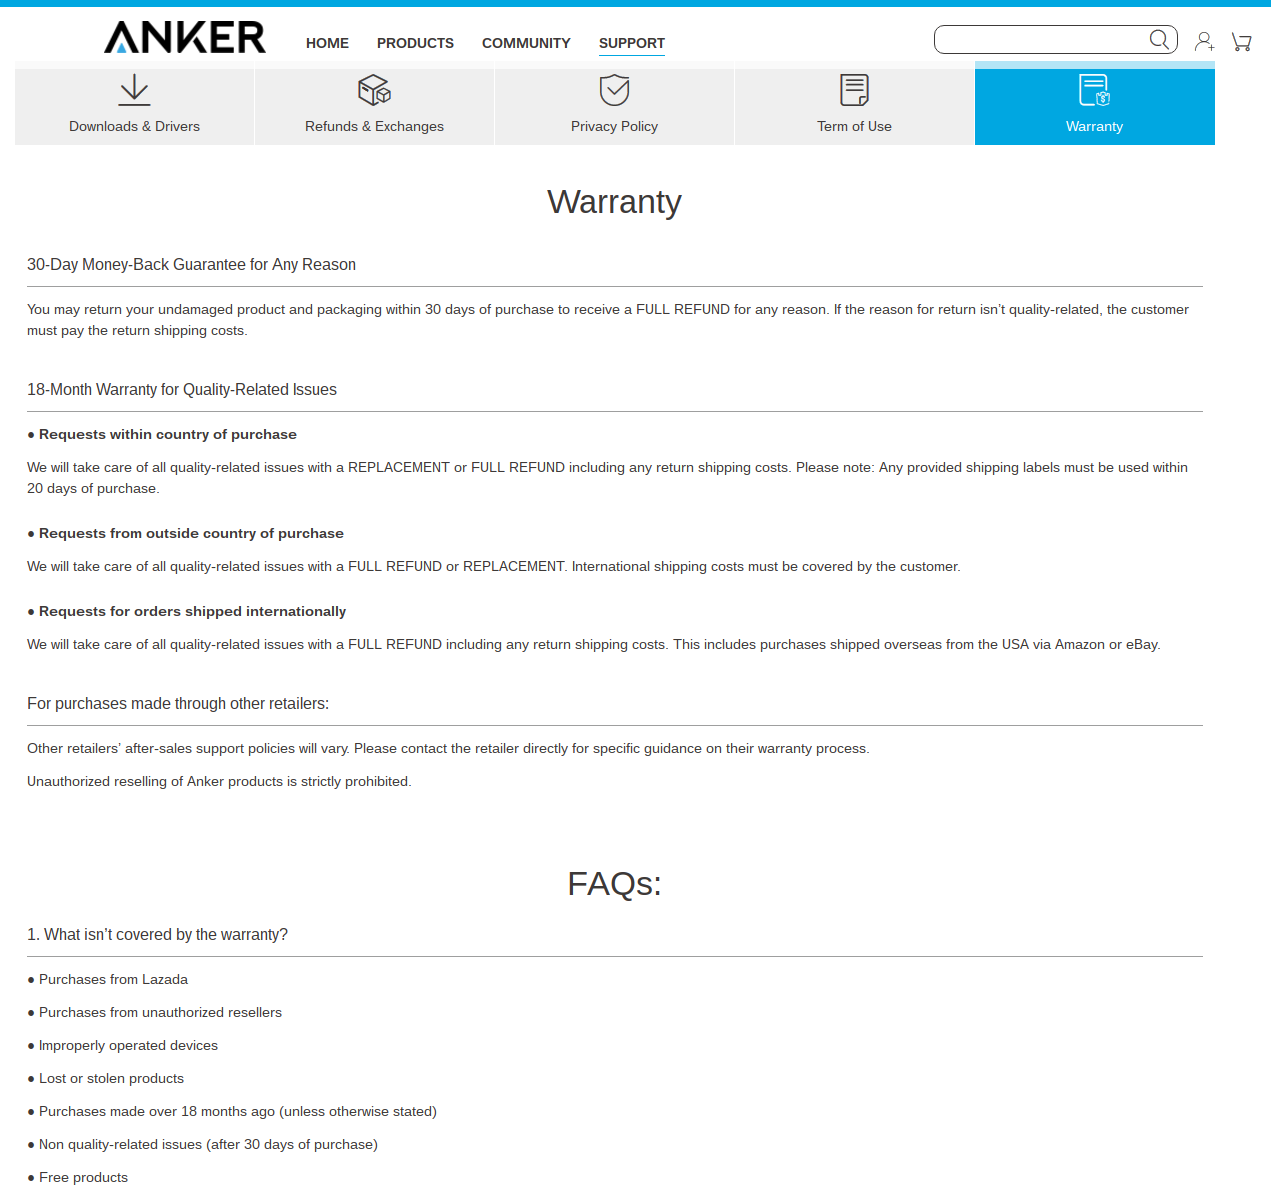 ANKER
HOME PRODUCTS COMMUNITY SUPPORT
Downloads & Drivers Refunds & Exchanges Privacy Policy Term of Use Warranty
Warranty
30-Day Money-Back Guarantee for Any Reason
You may return your undamaged product and packaging within 30 days of purchase to receive a FULL REFUND for any reason. If the reason for return isn’t quality-related, the customer
must pay the return shipping costs.
18-Month Warranty for Quality-Related Issues
● Requests within country of purchase
We will take care of all quality-related issues with a REPLACEMENT or FULL REFUND including any return shipping costs. Please note: Any provided shipping labels must be used within
20 days of purchase.
● Requests from outside country of purchase
We will take care of all quality-related issues with a FULL REFUND or REPLACEMENT. International shipping costs must be covered by the customer.
● Requests for orders shipped internationally
We will take care of all quality-related issues with a FULL REFUND including any return shipping costs. This includes purchases shipped overseas from the USA via Amazon or eBay.
For purchases made through other retailers:
Other retailers’ after-sales support policies will vary. Please contact the retailer directly for specific guidance on their warranty process.
Unauthorized reselling of Anker products is strictly prohibited.
FAQs:
1. What isn’t covered by the warranty?
● Purchases from Lazada
● Purchases from unauthorized resellers
● Improperly operated devices
● Lost or stolen products
● Purchases made over 18 months ago (unless otherwise stated)
● Non quality-related issues (after 30 days of purchase)
● Free products